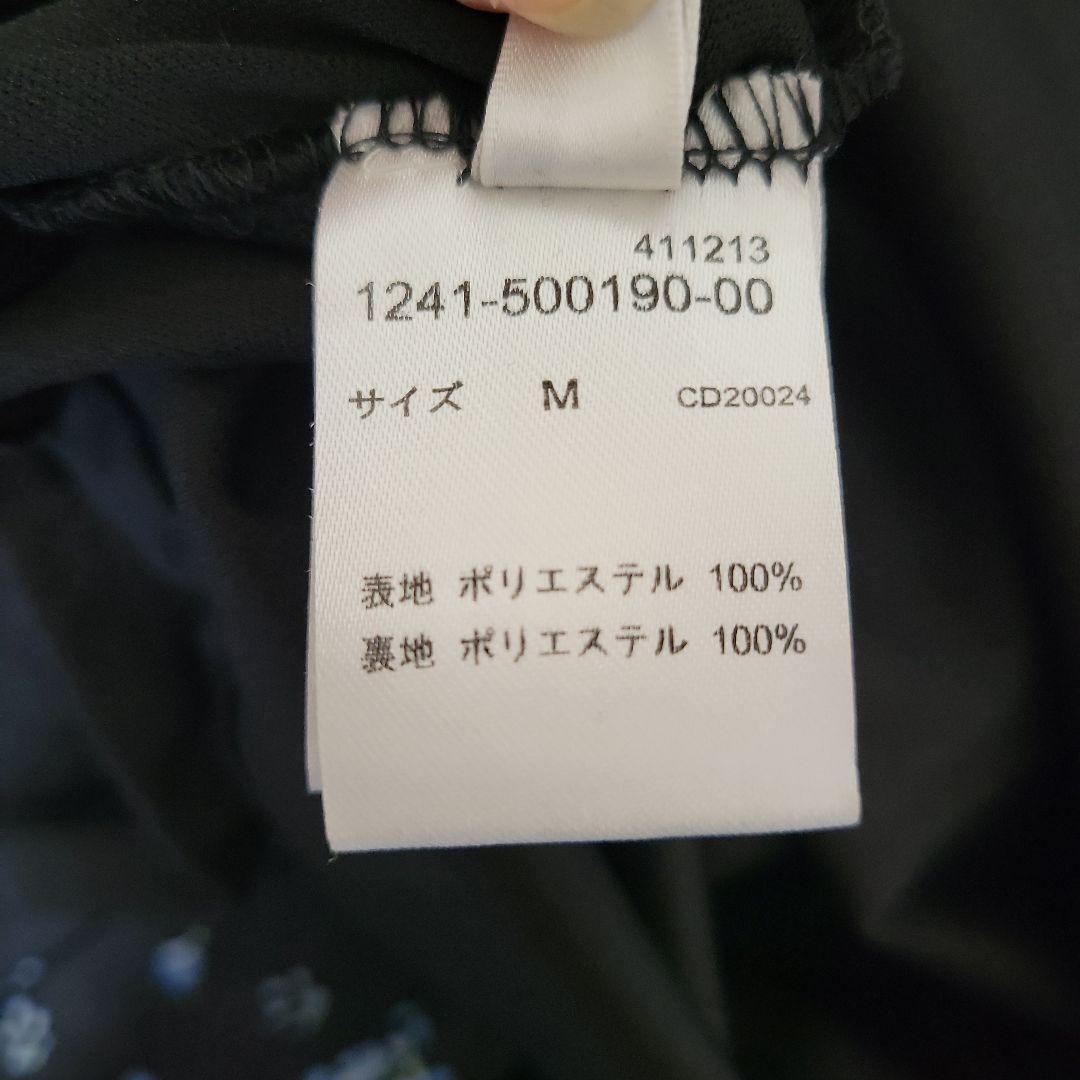 411213
1241-500190-00
サイズ M CD20024
表地 ポリエステル 100%
裏地 ポリエステル 100%